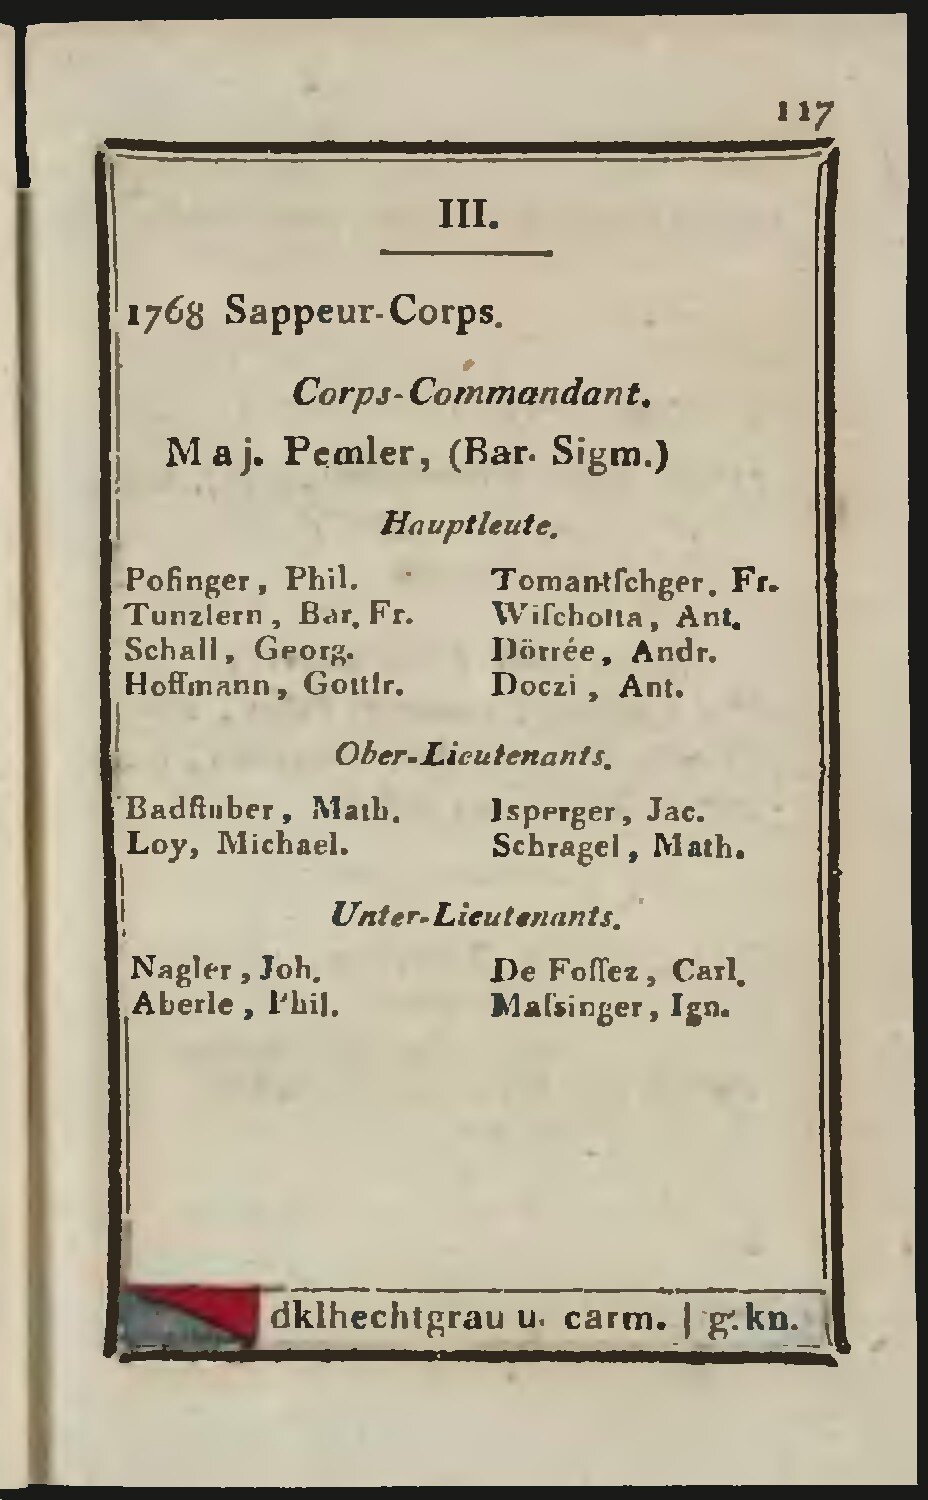 117
III.
1768 Sappeur-Corps.
Corps-Commandant.
Maj. Pemler, (Bar. Sigm.)
Hauptleute.
Poſinger, Phil. Tomantſchger, Fr.
Tunzlern, Bar. Fr. Wiſchotta, Ant.
Schall, Georg. Dörrée, Andr.
Hoffmann, Gottfr. Doczi, Ant.
Ober-Lieutenants.
Badſtuber, Math. Isperger, Jac.
Loy, Michael. Schragel, Math.
Unter-Lieutenants.
Nagler, Joh. De Foſſez, Carl.
Aberle, Phil. Maſsinger, Ign.
dklhechtgrau u. carm. | g. kn.